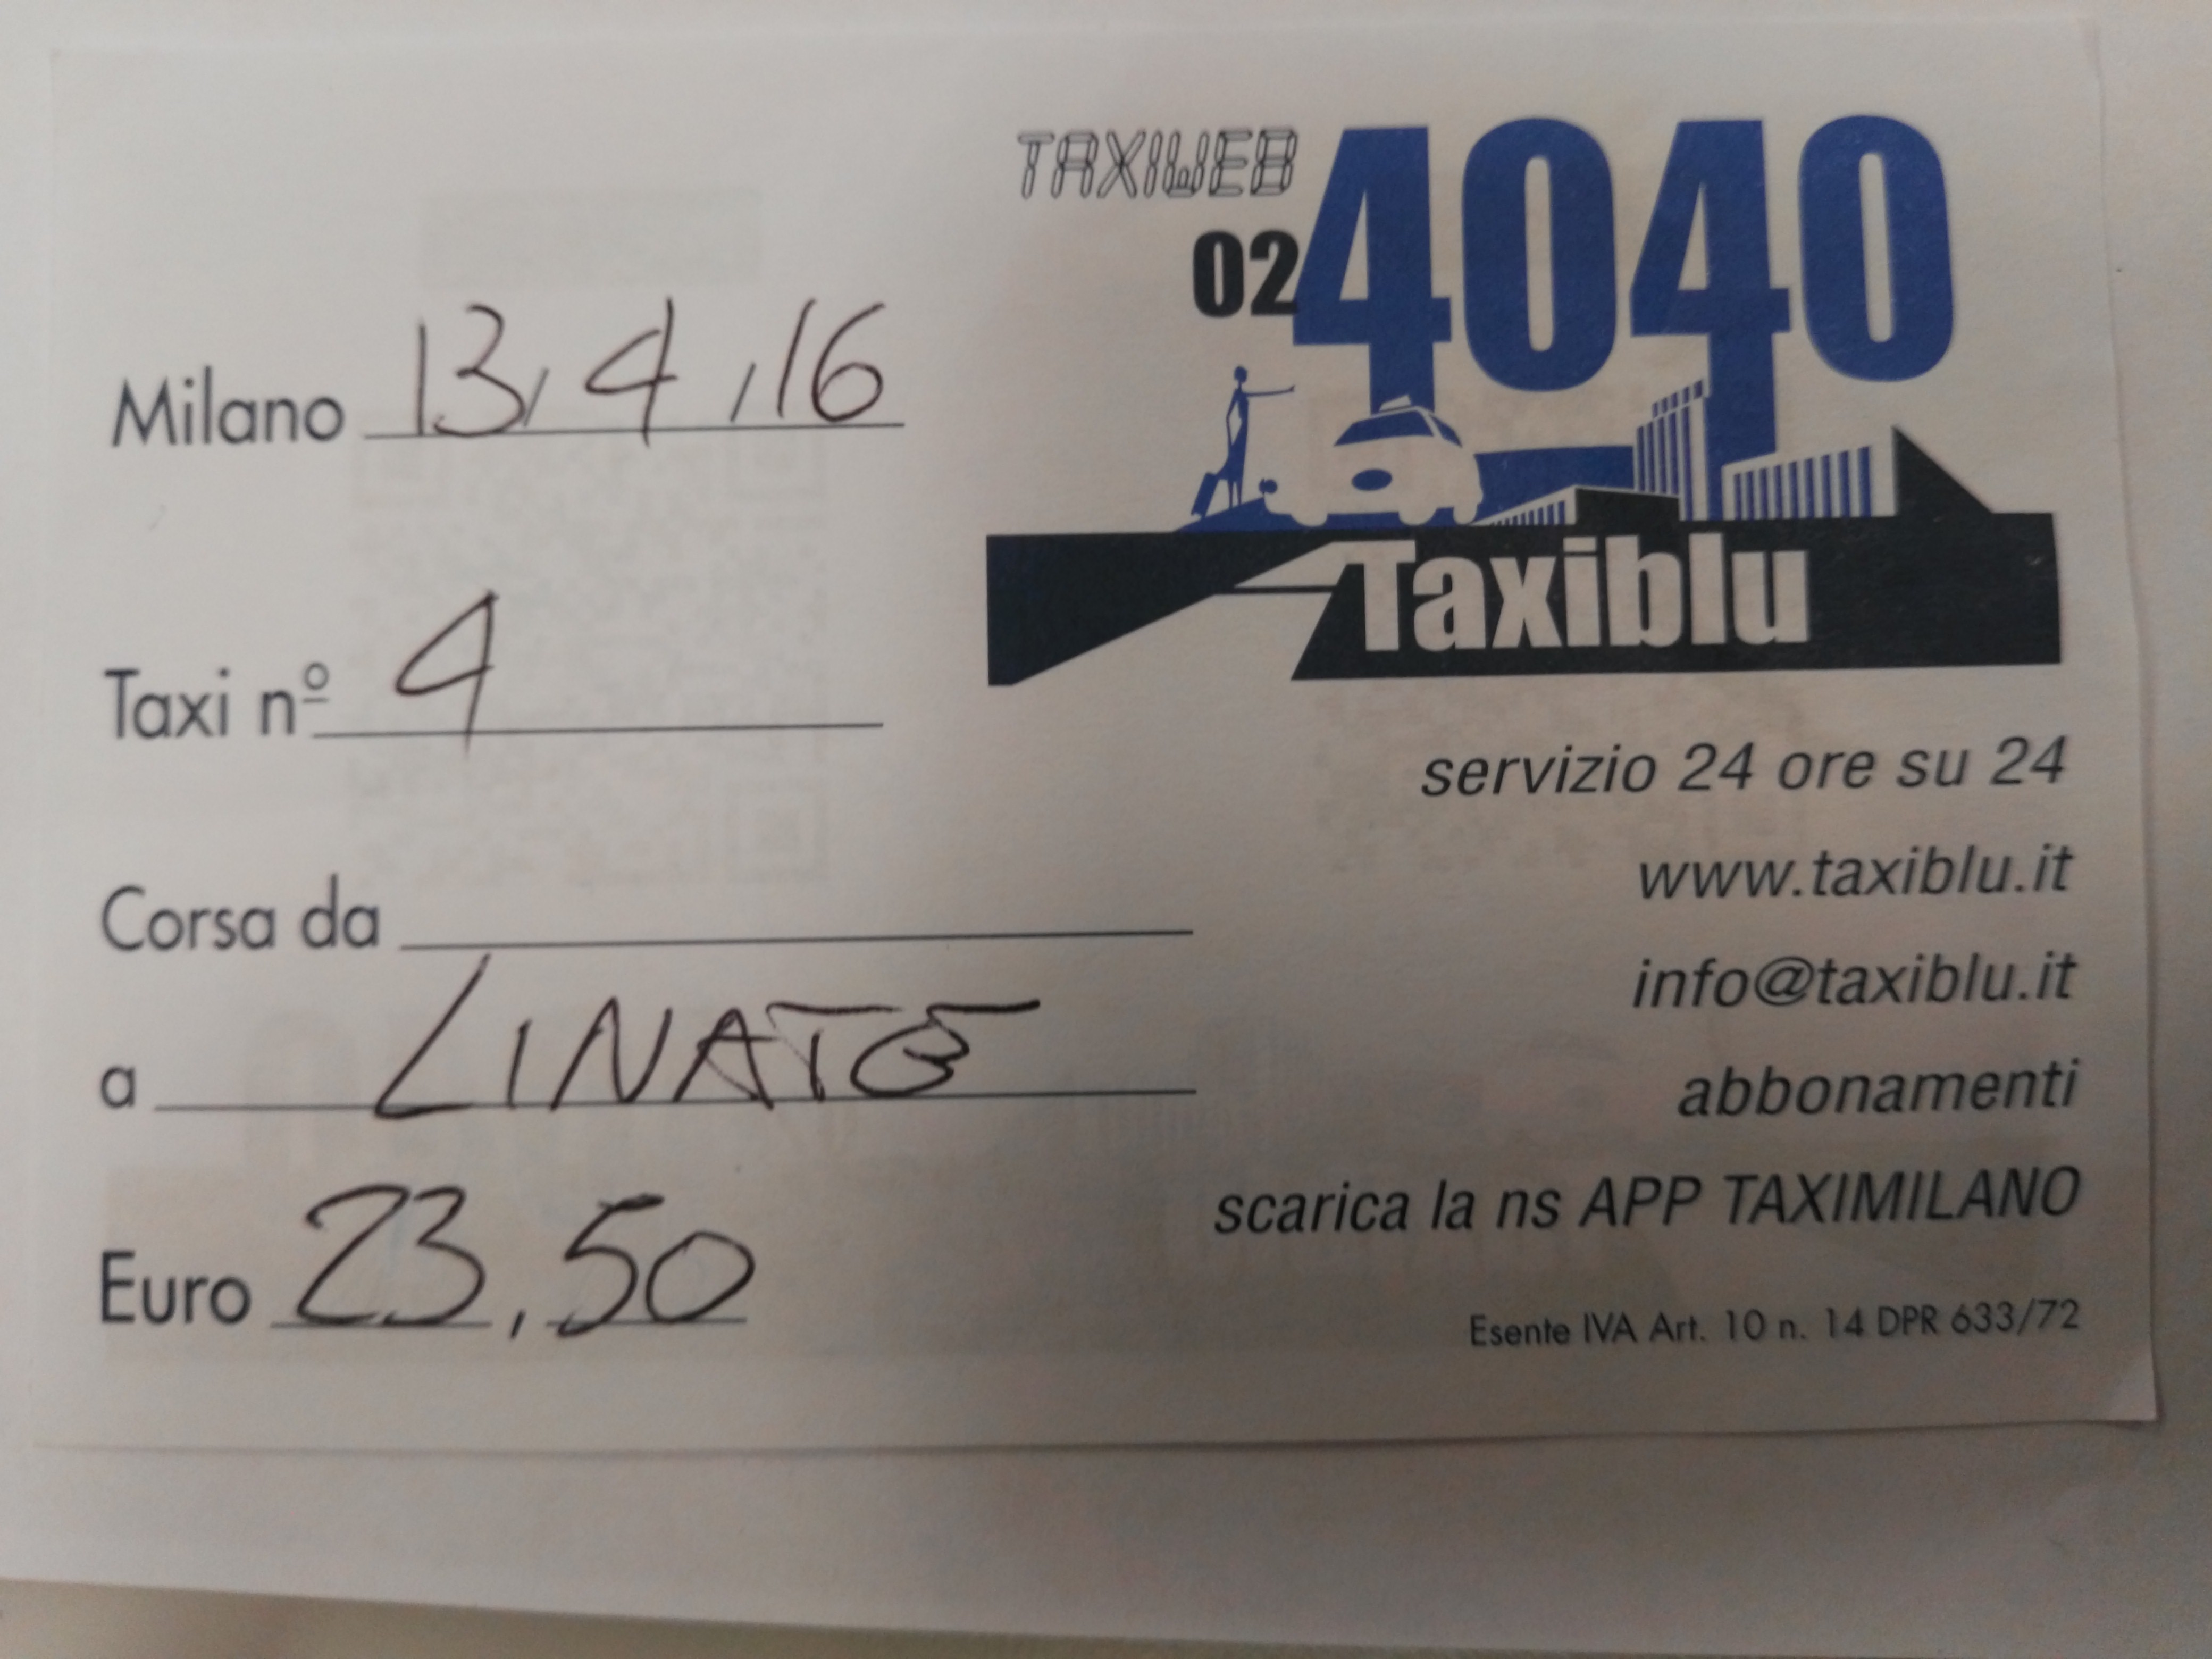 TAXIWEB
024040
Taxiblu
Milano 13, 4, 16
Taxi nº 4
Corsa da
a LINATE
Euro 23,50
servizio 24 ore su 24
www.taxiblu.it
info@taxiblu.it
abbonamenti
scarica la ns APP TAXIMILANO
Esente IVA Art. 10 n. 14 DPR 633/72